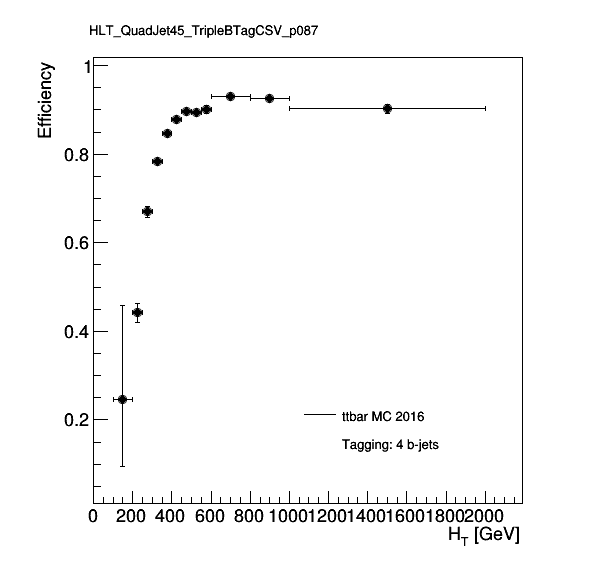 HLT_QuadJet45_TripleBTagCSV_p087
Efficiency
1
0.8
0.6
0.4
0.2
ttbar MC 2016
Tagging: 4 b-jets
0 200 400 600 800 1000 1200 1400 1600 1800 2000
H_T [GeV]